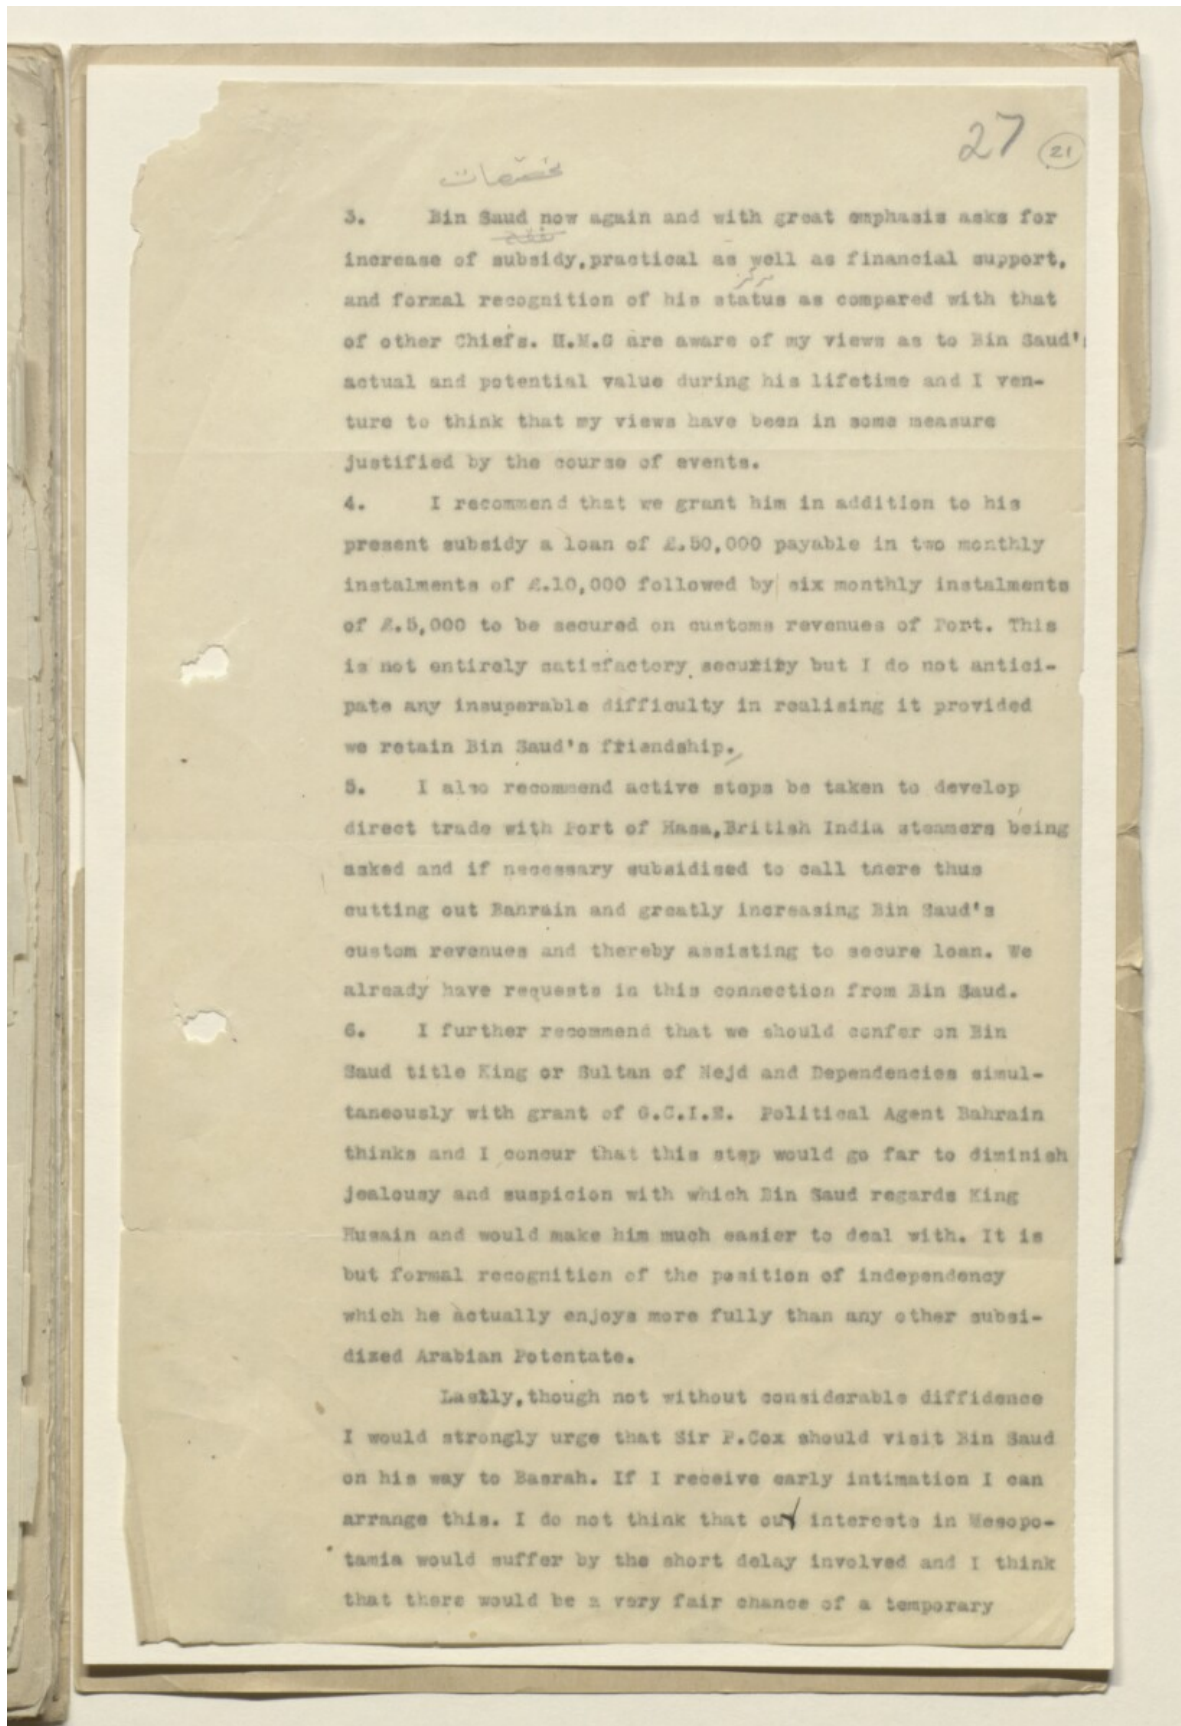 27
21
مخصصات
3. Bin Saud now again and with great emphasis asks for
نفقة
increase of subsidy,practical as well as financial support,
مركز
and formal recognition of his status as compared with that
of other Chiefs. H.M.G are aware of my views as to Bin Saud's
actual and potential value during his lifetime and I ven-
ture to think that my views have been in some measure
justified by the course of events.
4. I recommend that we grant him in addition to his
present subsidy a loan of £.50,000 payable in two monthly
instalments of £.10,000 followed by six monthly instalments
of £.5,000 to be secured on customs revenues of Port. This
is not entirely satisfactory security but I do not antici-
pate any insuperable difficulty in realising it provided
we retain Bin Saud's friendship.
5. I also recommend active steps be taken to develop
direct trade with Port of Hasa,British India steamers being
asked and if necessary subsidised to call there thus
cutting out Bahrain and greatly increasing Bin Saud's
custom revenues and thereby assisting to secure loan. We
already have requests in this connection from Bin Saud.
6. I further recommend that we should confer on Bin
Saud title King or Sultan of Nejd and Dependencies simul-
taneously with grant of G.C.I.E. Political Agent Bahrain
thinks and I concur that this step would go far to diminish
jealousy and suspicion with which Bin Saud regards King
Husain and would make him much easier to deal with. It is
but formal recognition of the position of independency
which he actually enjoys more fully than any other subsi-
dized Arabian Potentate.
Lastly,though not without considerable diffidence
I would strongly urge that Sir P.Cox should visit Bin Saud
on his way to Basrah. If I receive early intimation I can
arrange this. I do not think that our interests in Mesopo-
tamia would suffer by the short delay involved and I think
that there would be a very fair chance of a temporary